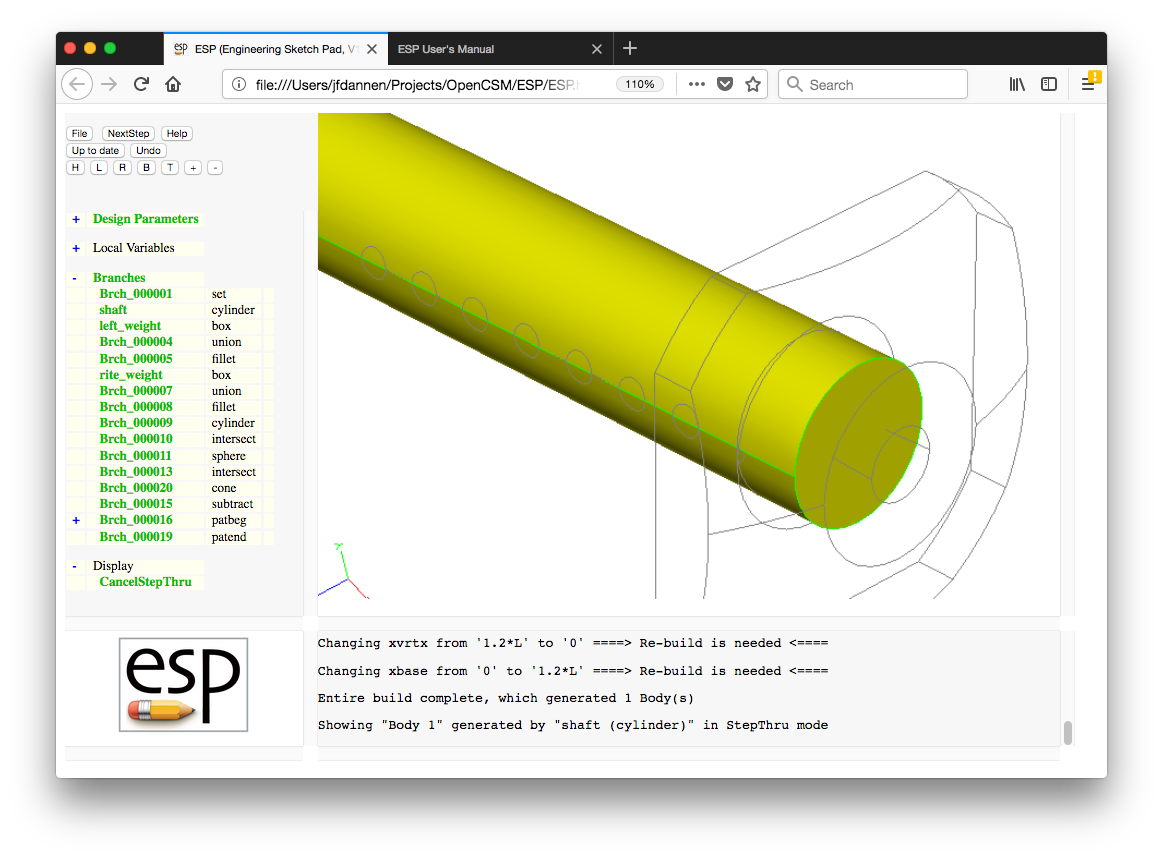 esp ESP (Engineering Sketch Pad, V1 ESP User's Manual
file:///Users/jfdannen/Projects/OpenCSM/ESP/ESP. 110% Search
File NextStep Help
Up to date Undo
H L R B T + -
+ Design Parameters
+ Local Variables
- Branches
Brch_000001 set
shaft cylinder
left_weight box
Brch_000004 union
Brch_000005 fillet
rite_weight box
Brch_000007 union
Brch_000008 fillet
Brch_000009 cylinder
Brch_000010 intersect
Brch_000011 sphere
Brch_000013 intersect
Brch_000020 cone
Brch_000015 subtract
+ Brch_000016 patbeg
Brch_000019 patend
- Display
CancelStepThru
esp
Changing xvrtx from '1.2*L' to '0' ====> Re-build is needed <====
Changing xbase from '0' to '1.2*L' ====> Re-build is needed <====
Entire build complete, which generated 1 Body(s)
Showing "Body 1" generated by "shaft (cylinder)" in StepThru mode